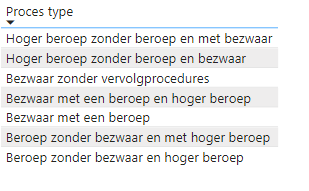 Proces type
Hoger beroep zonder beroep en met bezwaar
Hoger beroep zonder beroep en bezwaar
Bezwaar zonder vervolgprocedures
Bezwaar met een beroep en hoger beroep
Bezwaar met een beroep
Beroep zonder bezwaar en met hoger beroep
Beroep zonder bezwaar en hoger beroep